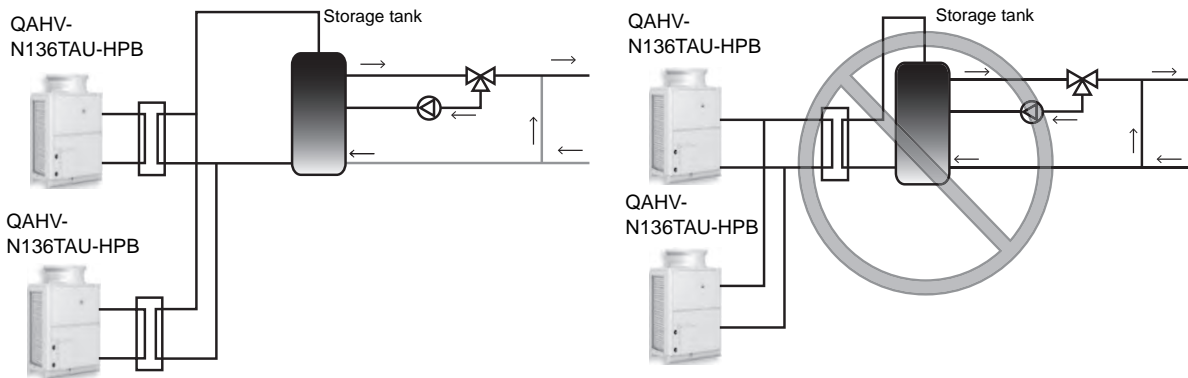 QAHV-
N136TAU-HPB
Storage tank
QAHV-
N136TAU-HPB
QAHV-
N136TAU-HPB
Storage tank
QAHV-
N136TAU-HPB